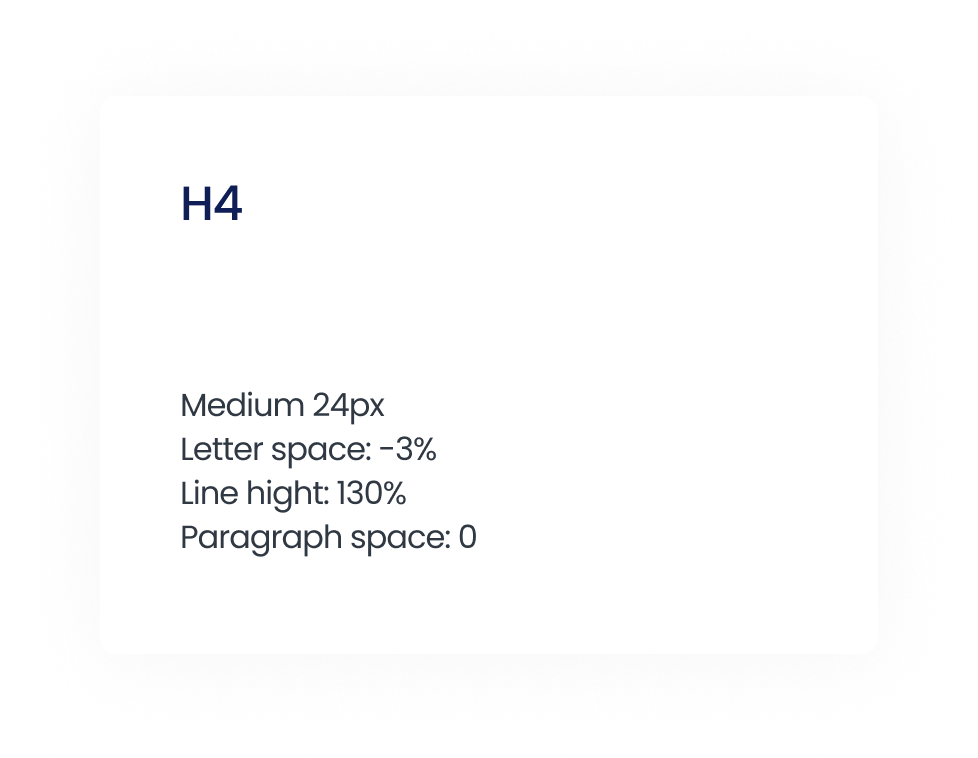 H4
Medium 24px
Letter space: -3%
Line hight: 130%
Paragraph space: 0